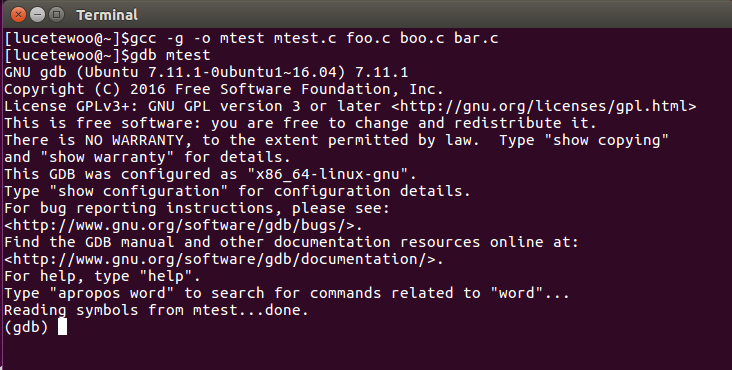 Terminal
[lucetewoo@~]$gcc -g -o mtest mtest.c foo.c boo.c bar.c
[lucetewoo@~]$gdb mtest
GNU gdb (Ubuntu 7.11.1-0ubuntu1~16.04) 7.11.1
Copyright (C) 2016 Free Software Foundation, Inc.
License GPLv3+: GNU GPL version 3 or later <http://gnu.org/licenses/gpl.html>
This is free software: you are free to change and redistribute it.
There is NO WARRANTY, to the extent permitted by law.  Type "show copying"
and "show warranty" for details.
This GDB was configured as "x86_64-linux-gnu".
Type "show configuration" for configuration details.
For bug reporting instructions, please see:
<http://www.gnu.org/software/gdb/bugs/>.
Find the GDB manual and other documentation resources online at:
<http://www.gnu.org/software/gdb/documentation/>.
For help, type "help".
Type "apropos word" to search for commands related to "word"...
Reading symbols from mtest...done.
(gdb)